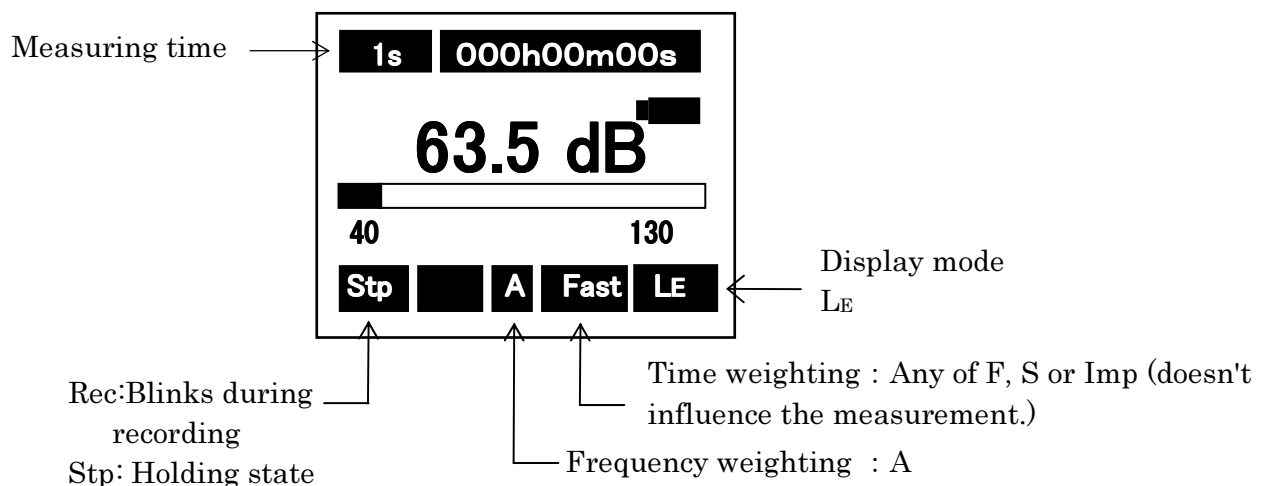 Measuring time
1s 000h00m00s
63.5 dB
40 130
Stp A Fast LE
Display mode
LE
Time weighting : Any of F, S or Imp (doesn't
influence the measurement.)
Rec:Blinks during
recording
Stp: Holding state
Frequency weighting : A